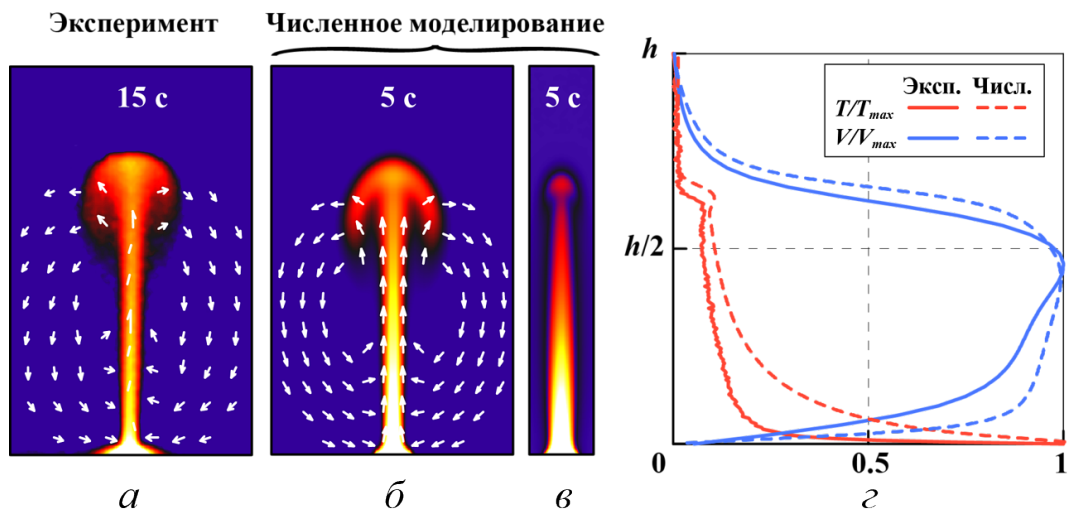 Эксперимент
Численное моделирование
15 с
5 с
5 с
h
h/2
0
0.5
1
Эксп. Числ.
T/Tmax
V/Vmax
а
б
в
г